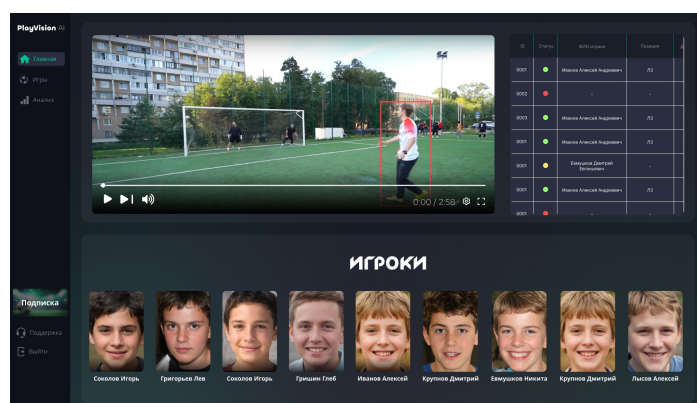 PlayVision AI
Главная
Игры
Анализ
Подписка
Поддержка
Выйти
0:00 / 2:58
ID Статус ФИО игрока Позиция
0001 Иванов Алексей Андреевич ЛЗ
0002 - -
0003 Иванов Алексей Андреевич ЛЗ
0001 Иванов Алексей Андреевич ЛЗ
0001 Евмушков Дмитрий Евгеньевич -
0001 Иванов Алексей Андреевич ЛЗ
0001 - -
ИГРОКИ
Соколов Игорь Григорьев Лев Соколов Игорь Гришин Глеб Иванов Алексей Крупнов Дмитрий Евмушков Никита Крупнов Дмитрий Лысов Алексей